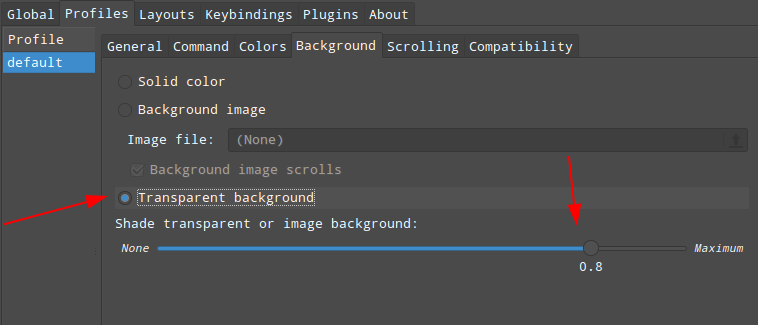 Global Profiles Layouts Keybindings Plugins About
Profile
default
General Command Colors Background Scrolling Compatibility
Solid color
Background image
Image file: (None)
Background image scrolls
Transparent background
Shade transparent or image background:
None Maximum
0.8